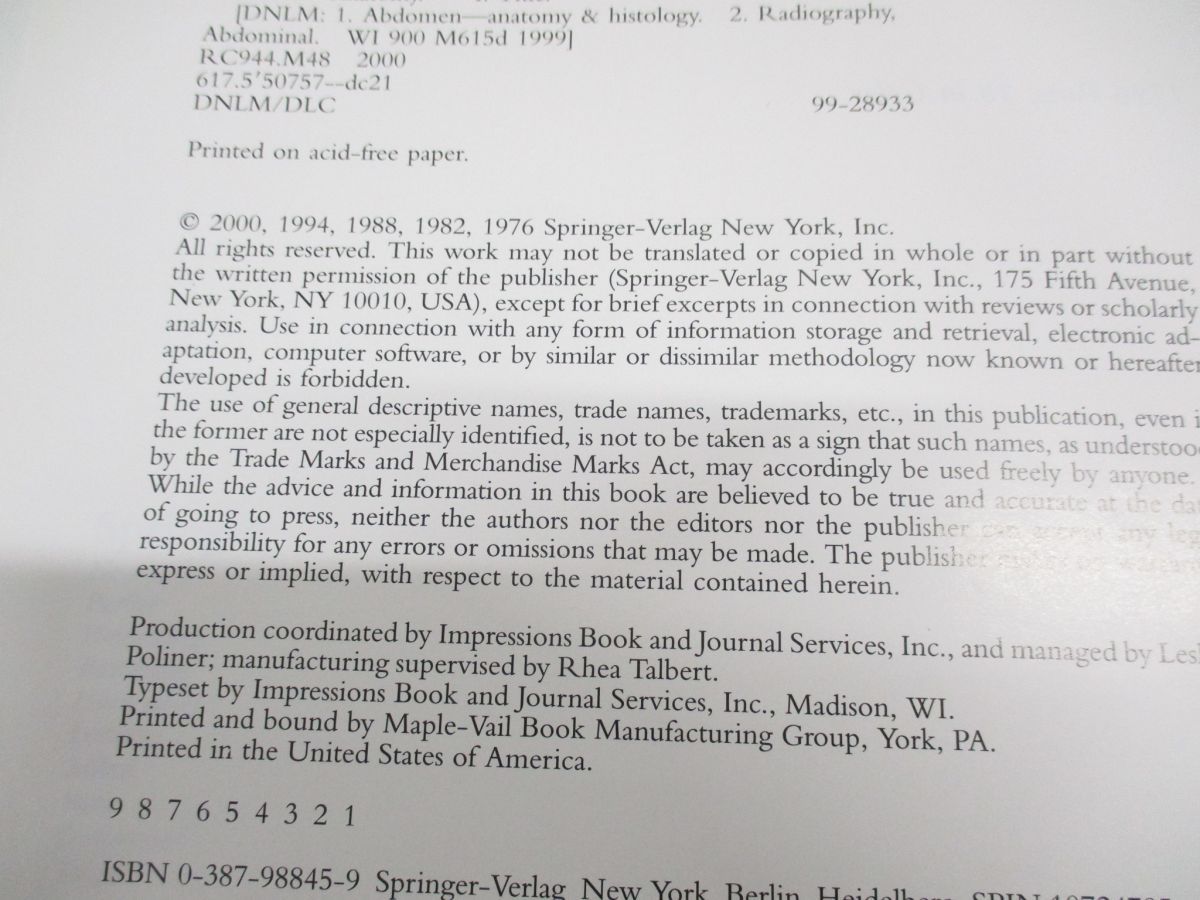 [DNLM: 1. Abdomen—anatomy & histology. 2. Radiography,
Abdominal. WI 900 M615d 1999]
RC944.M48 2000
617.5'50757—dc21
DNLM/DLC 99-28933
Printed on acid-free paper.
© 2000, 1994, 1988, 1982, 1976 Springer-Verlag New York, Inc.
All rights reserved. This work may not be translated or copied in whole or in part without
the written permission of the publisher (Springer-Verlag New York, Inc., 175 Fifth Avenue,
New York, NY 10010, USA), except for brief excerpts in connection with reviews or scholarly
analysis. Use in connection with any form of information storage and retrieval, electronic ad-
aptation, computer software, or by similar or dissimilar methodology now known or hereafter
developed is forbidden.
The use of general descriptive names, trade names, trademarks, etc., in this publication, even i
the former are not especially identified, is not to be taken as a sign that such names, as understoo
by the Trade Marks and Merchandise Marks Act, may accordingly be used freely by anyone.
While the advice and information in this book are believed to be true and accurate at the dat
of going to press, neither the authors nor the editors nor the publisher can accept any leg
responsibility for any errors or omissions that may be made. The publisher
express or implied, with respect to the material contained herein.
Production coordinated by Impressions Book and Journal Services, Inc., and managed by Lesl
Poliner; manufacturing supervised by Rhea Talbert.
Typeset by Impressions Book and Journal Services, Inc., Madison, WI.
Printed and bound by Maple-Vail Book Manufacturing Group, York, PA.
Printed in the United States of America.
9 8 7 6 5 4 3 2 1
ISBN 0-387-98845-9 Springer-Verlag New York Berlin Heidelberg SPIN